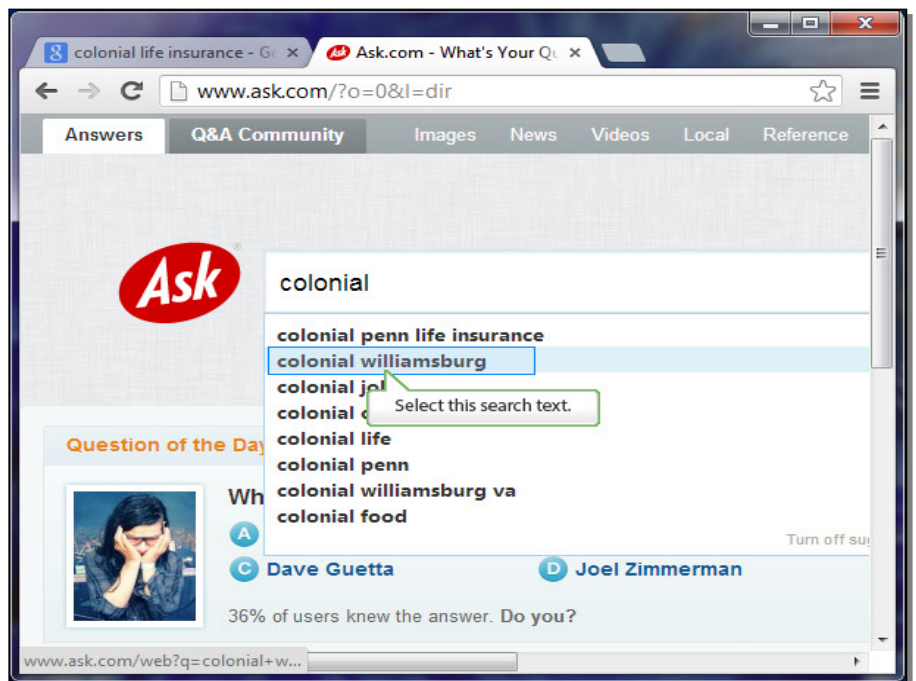 colonial life insurance - G
Ask.com - What's Your Qu
www.ask.com/?o=0&l=dir
Answers
Q&A Community
Images
News
Videos
Local
Reference
Ask
colonial
colonial penn life insurance
colonial williamsburg
colonial
Select this search text.
colonial
colonial life
colonial penn
colonial williamsburg va
colonial food
Turn off
Question of the Day
Wh
A
C Dave Guetta
D Joel Zimmerman
36% of users knew the answer. Do you?
www.ask.com/web?q=colonial+w...